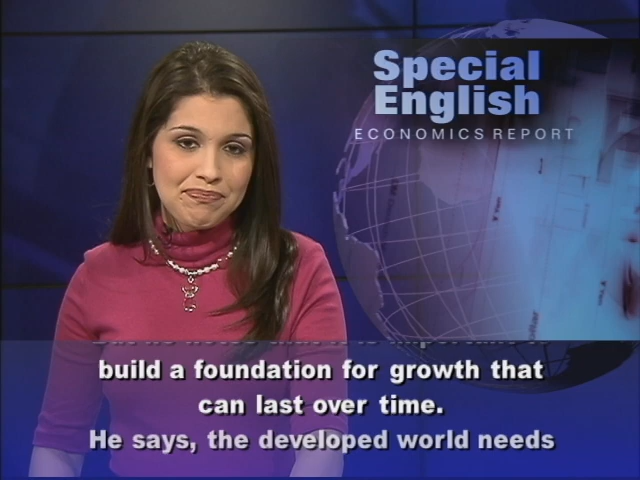 Special
English
ECONOMICS REPORT
build a foundation for growth that
can last over time.
He says, the developed world needs